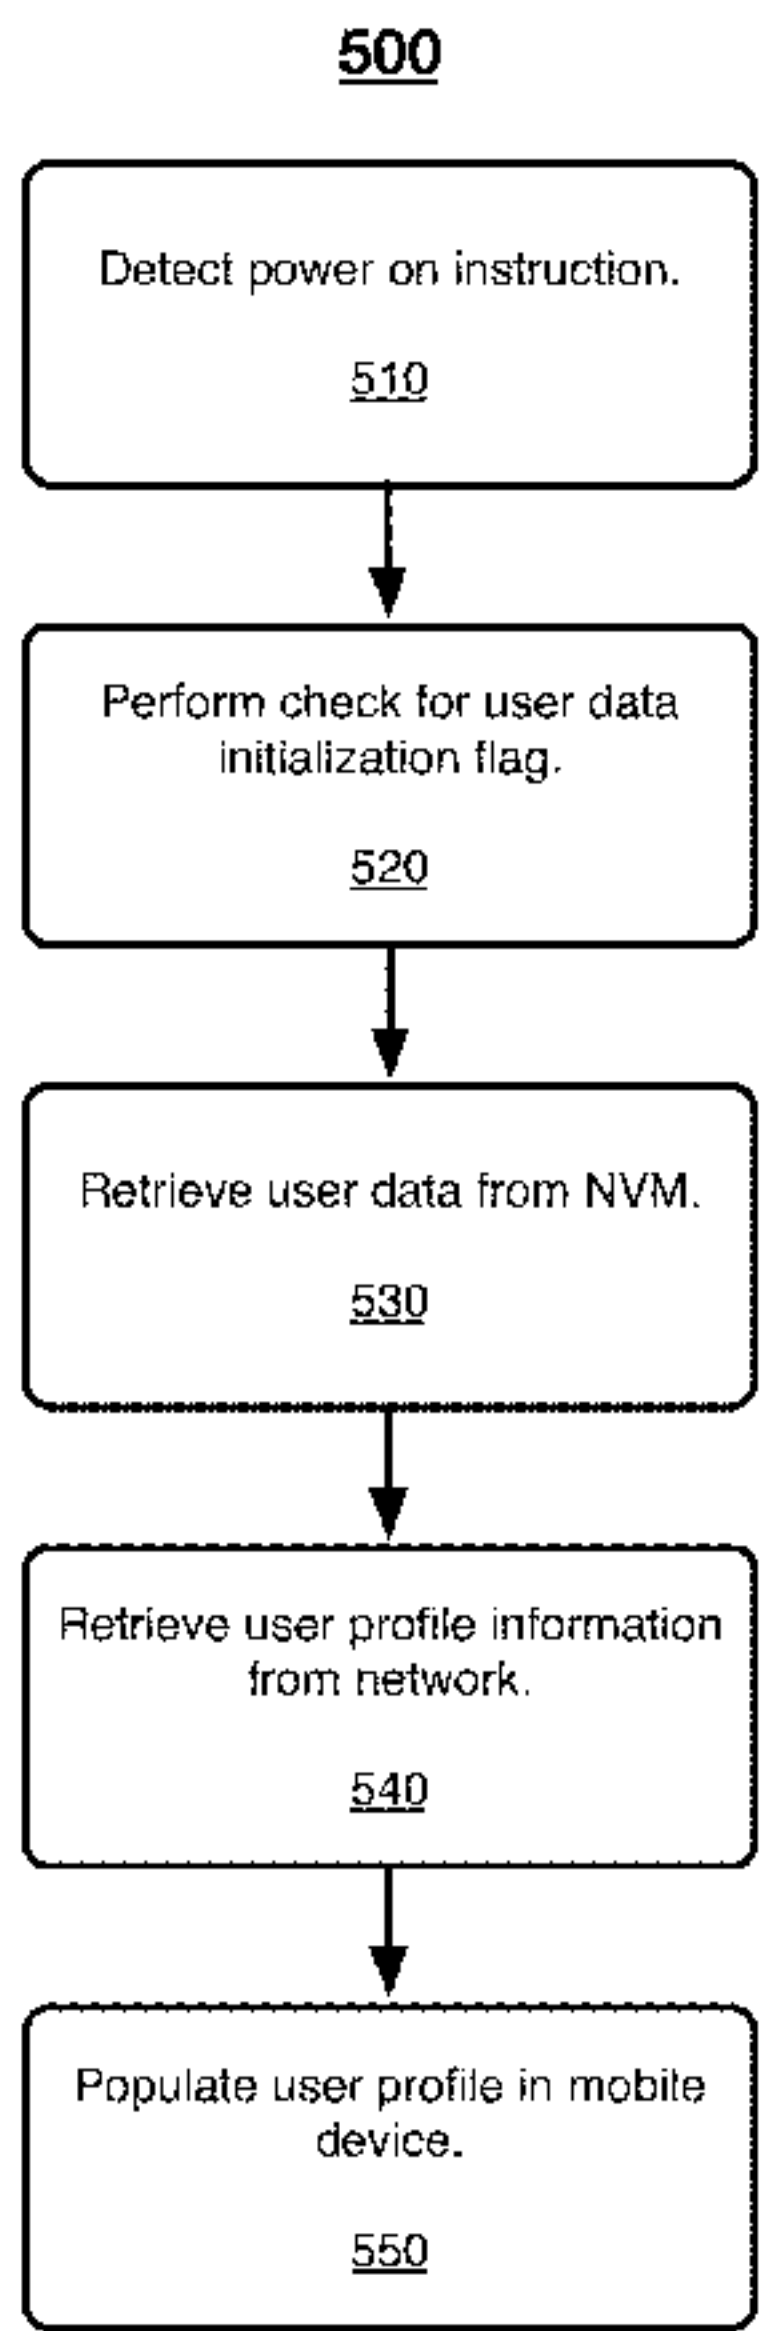 500
Detect power on instruction.
510
Perform check for user data
initialization flag.
520
Retrieve user data from NVM.
530
Retrieve user profile information
from network.
540
Populate user profile in mobile
device.
550